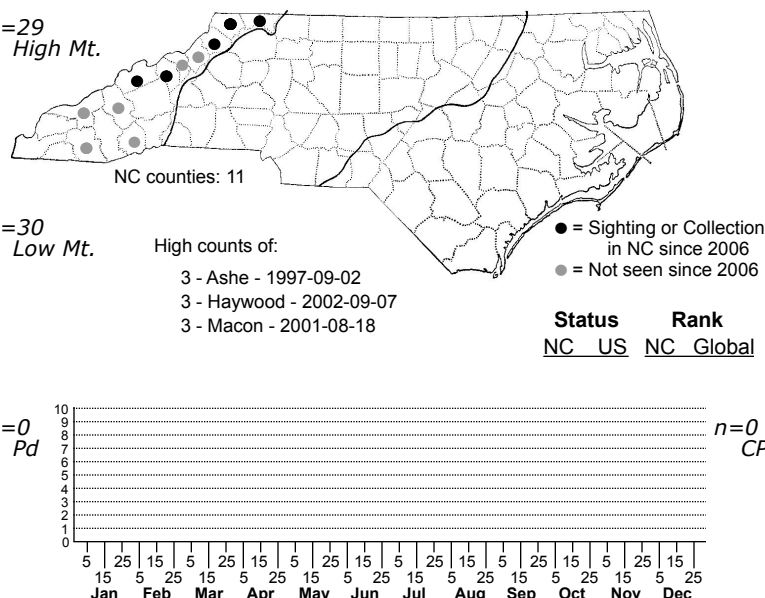 =29
High Mt.
NC counties: 11
=30
Low Mt.
High counts of:
3 - Ashe - 1997-09-02
3 - Haywood - 2002-09-07
3 - Macon - 2001-08-18
● = Sighting or Collection
in NC since 2006
● = Not seen since 2006
Status Rank
NC US NC Global
=0
Pd
n=0
CP
10
9
8
7
6
5
4
3
2
1
0
5 25 15 5 25 15 5 25 15 5 25 15 5 25 15 5 25 15
15 5 25 15 5 25 15 5 25 15 5 25 15 5 25 15 5 25
Jan Feb Mar Apr May Jun Jul Aug Sep Oct Nov Dec